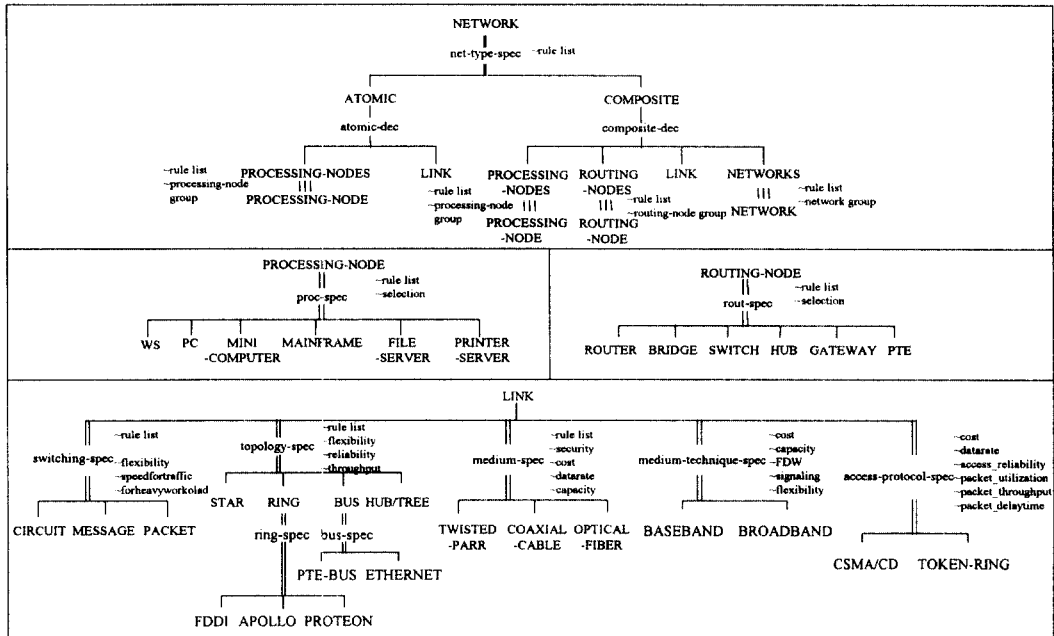 NETWORK
net-type-spec ~rule list
ATOMIC COMPOSITE
atomic-dec composite-dec
~rule list
~processing-node
group
PROCESSING-NODES
PROCESSING-NODE
LINK
~rule list
~processing-node
group
PROCESSING
-NODES
PROCESSING
-NODE
ROUTING
-NODES
~rule list
~routing-node group
ROUTING
-NODE
LINK
NETWORKS
~rule list
~network group
NETWORK
PROCESSING-NODE
~rule list
proc-spec ~selection
WS PC MINI
-COMPUTER
MAINFRAME
FILE
-SERVER
PRINTER
-SERVER
ROUTING-NODE
~rule list
rout-spec ~selection
ROUTER BRIDGE SWITCH HUB GATEWAY PTE
LINK
~rule list
switching-spec
~flexibility
~speedfortraffic
~forheavyworkolad
CIRCUIT MESSAGE PACKET
~rule list
topology-spec ~flexibility
~reliability
~throughput
STAR RING BUS HUB/TREE
ring-spec bus-spec
PTE-BUS ETHERNET
FDDI APOLLO PROTEON
~rule list
~security
medium-spec ~cost
~datarate
~capacity
TWISTED
-PARR
COAXIAL
-CABLE
OPTICAL
-FIBER
~cost
~capacity
medium-technique-spec ~FDW
~signaling
~flexibility
BASEBAND BROADBAND
~cost
~datarate
~access_reliability
access-protocol-spec ~packet_utilization
~packet_throughput
~packet_delaytime
CSMA/CD TOKEN-RING